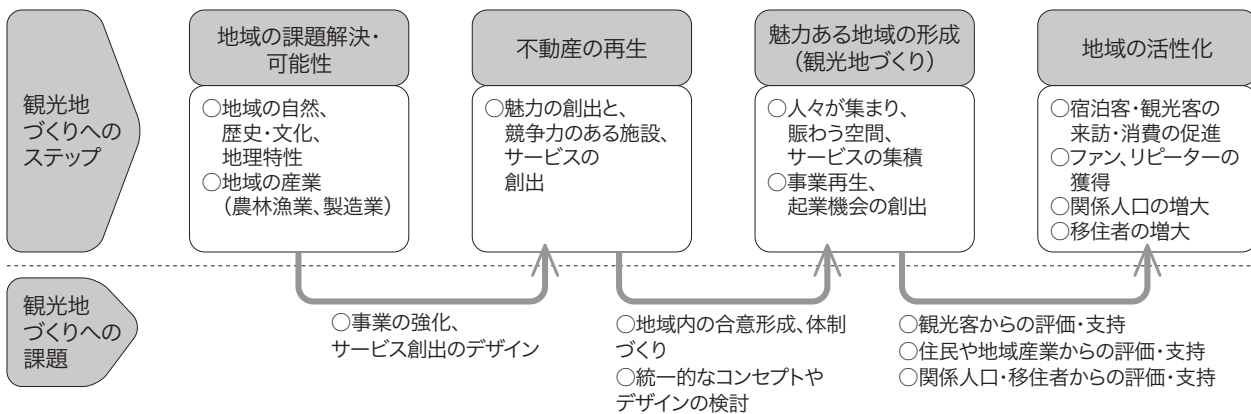 観光地
づくりへの
ステップ
地域の課題解決・
可能性
○地域の自然、
歴史・文化、
地理特性
○地域の産業
（農林漁業、製造業）
不動産の再生
○魅力の創出と、
競争力のある施設、
サービスの
創出
魅力ある地域の形成
（観光地づくり）
○人々が集まり、
賑わう空間、
サービスの集積
○事業再生、
起業機会の創出
地域の活性化
○宿泊客・観光客の
来訪・消費の促進
○ファン、リピーターの
獲得
○関係人口の増大
○移住者の増大
観光地
づくりへの
課題
○事業の強化、
サービス創出のデザイン
○地域内の合意形成、体制
づくり
○統一的なコンセプトや
デザインの検討
○観光客からの評価・支持
○住民や地域産業からの評価・支持
○関係人口・移住者からの評価・支持